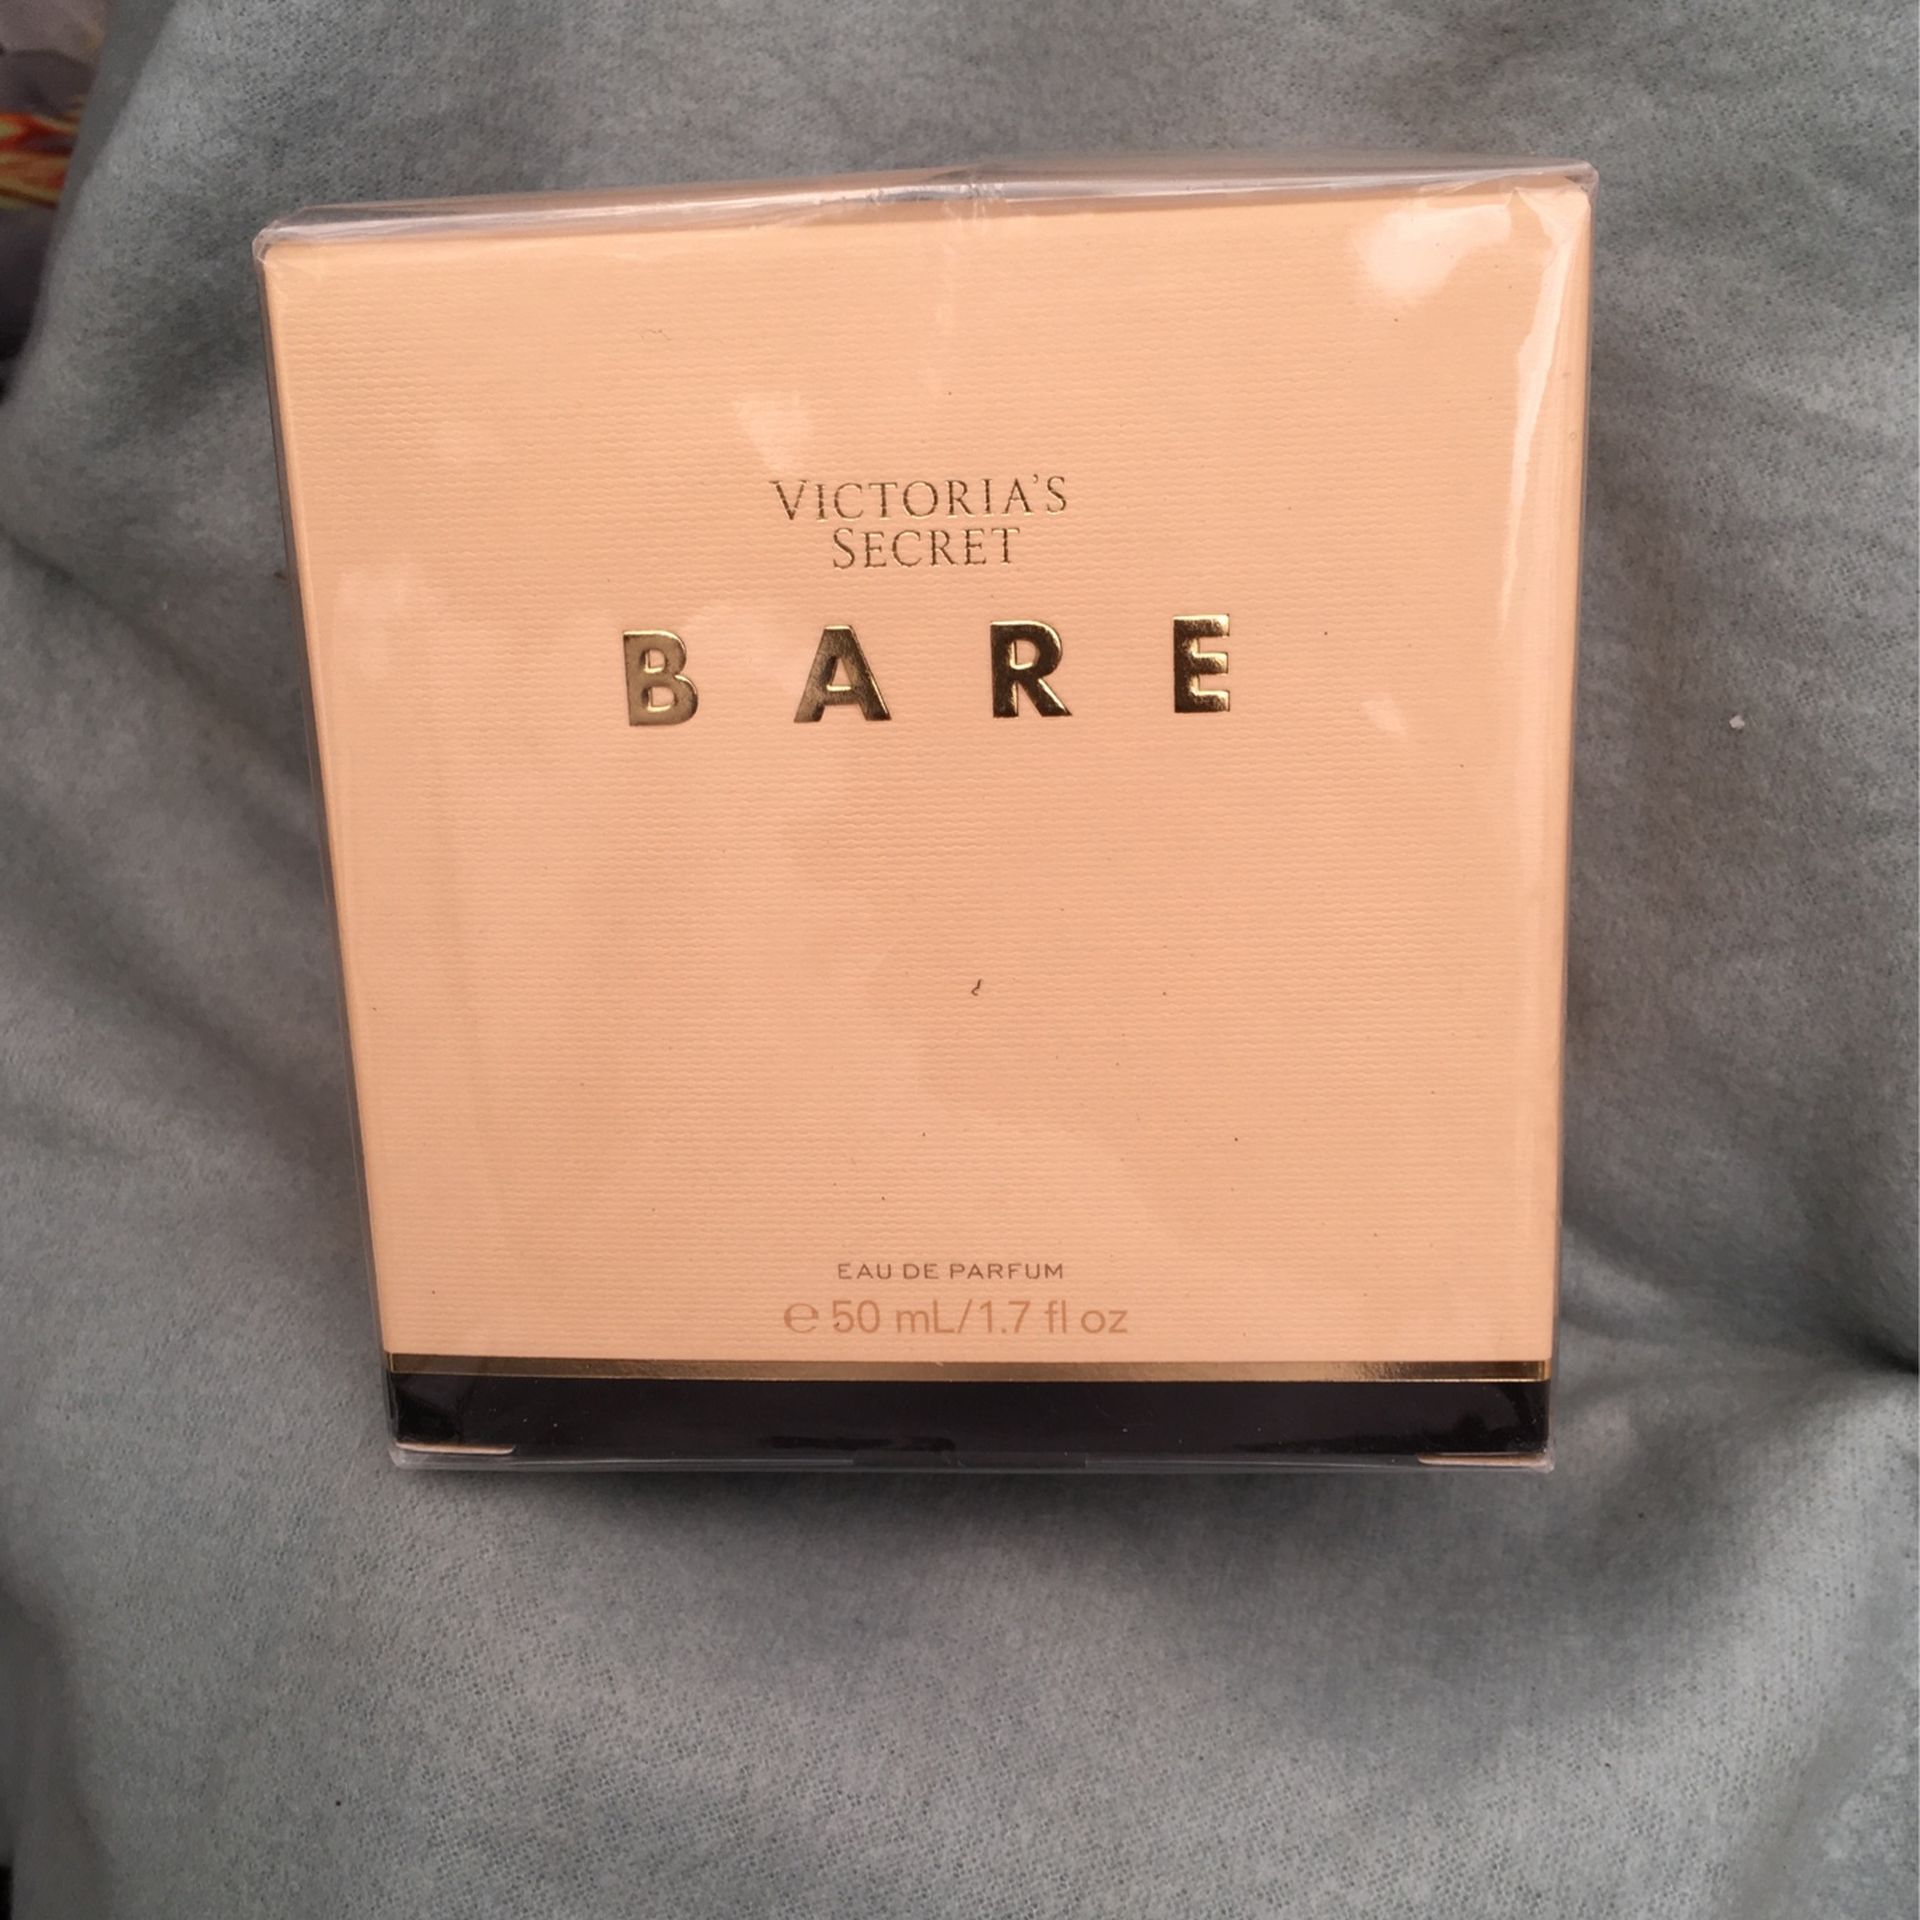 VICTORIA'S
SECRET
BARE
EAU DE PARFUM
℮ 50 mL/1.7 fl oz